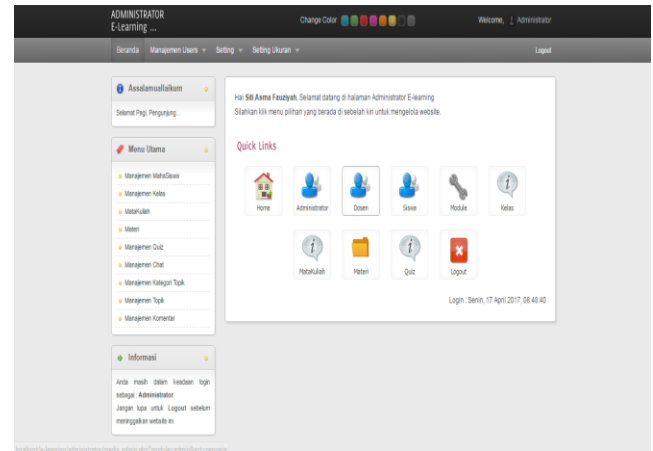 ADMINISTRATOR
E-Learning ...
Change Color
Welcome, Administrator
Beranda Manajemen Users Setting Setting Ukuran Logout
Assalamuallaikum
Selamat Pagi, Pengunjung...
Menu Utama
Manajemen MahaSiswa
Manajemen Kelas
MataKuliah
Materi
Manajemen Quiz
Manajemen Chat
Manajemen Kategori Topik
Manajemen Topik
Manajemen Komentar
Informasi
Anda masih dalam keadaan login
sebagai : Administrator.
Jangan lupa untuk Logout sebelum
meninggalkan website ini.
Hai Siti Asma Fauziyah, Selamat datang di halaman Administrator E-learning
Silahkan klik menu pilihan yang berada di sebelah kiri untuk mengelola website.
Quick Links
Home Administrator Dosen Siswa Module Kelas
MataKuliah Materi Quiz Logout
Login : Senin, 17 April 2017, 08:48:40